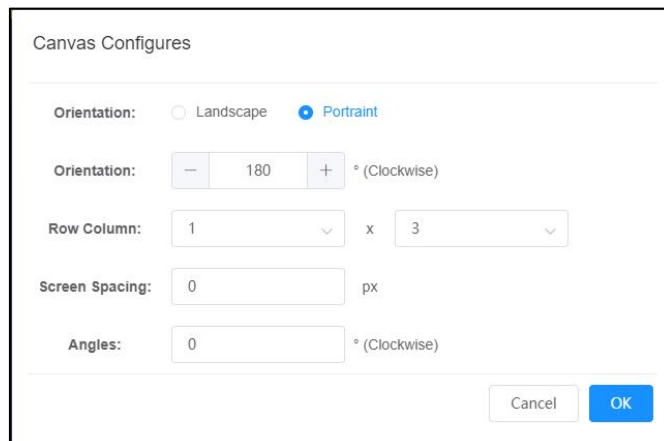 Canvas Configures
Orientation: Landscape Portraint
Orientation: — 180 + ° (Clockwise)
Row Column: 1 x 3
Screen Spacing: 0 px
Angles: 0 ° (Clockwise)
Cancel OK